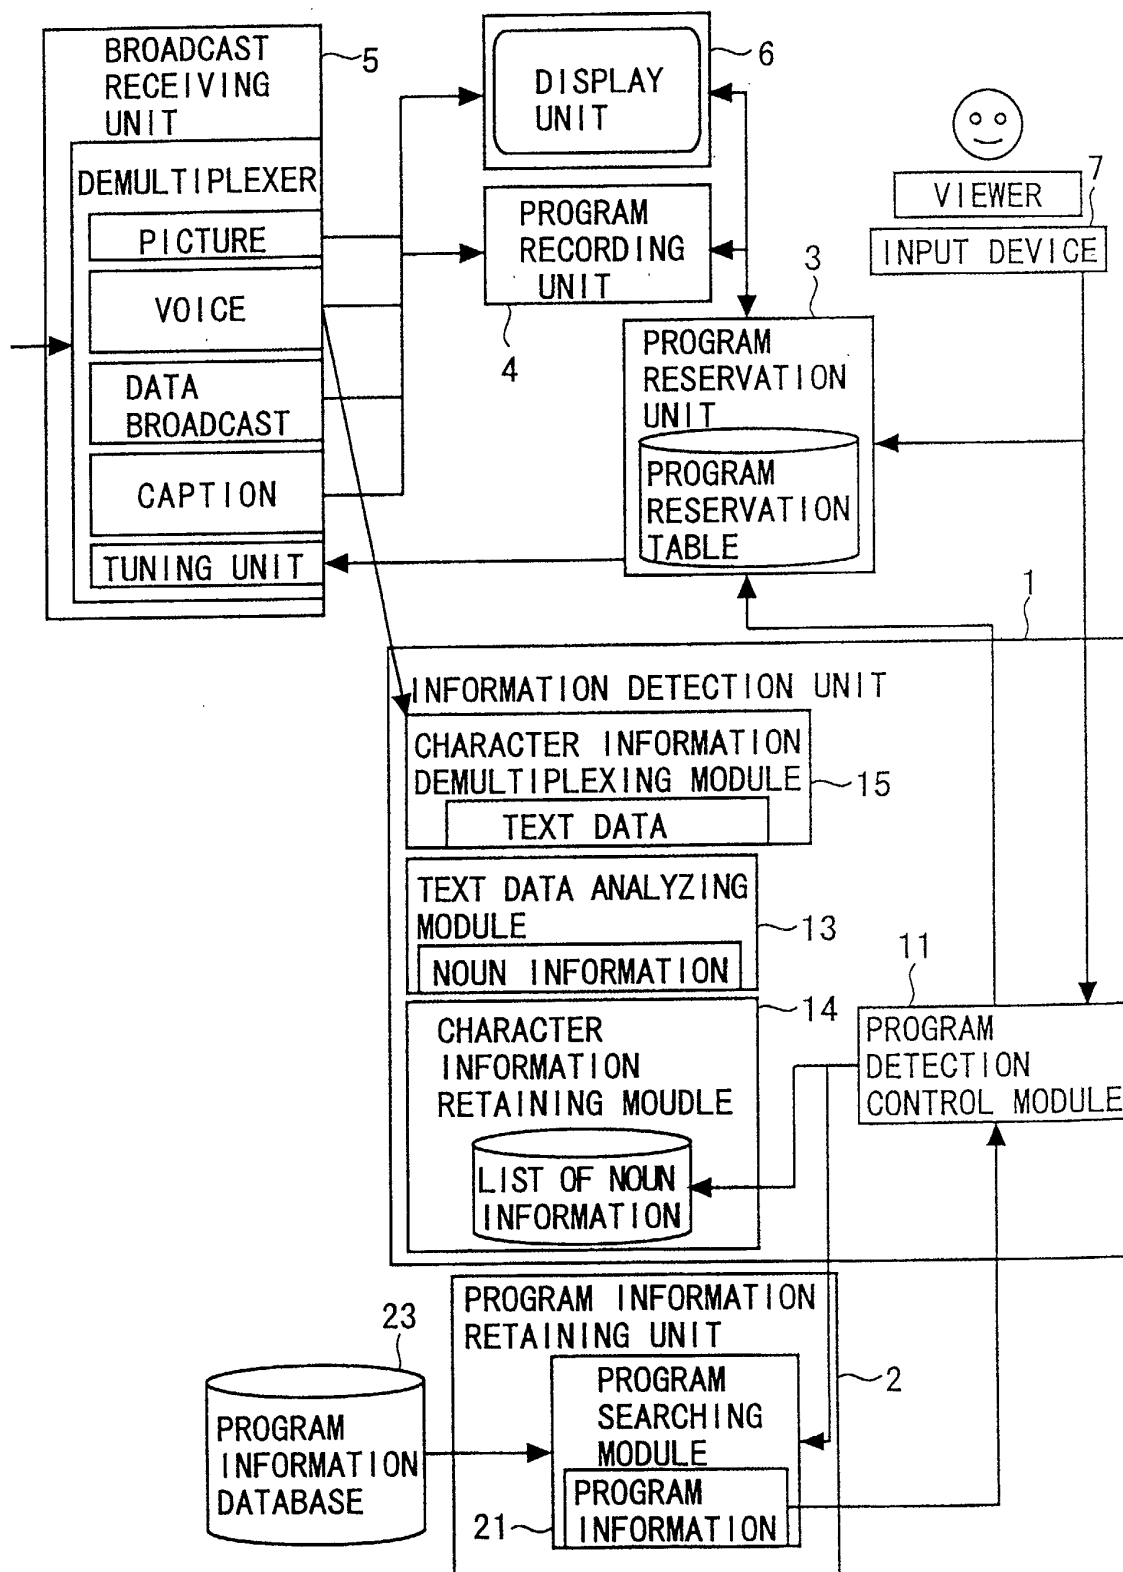 BROADCAST
RECEIVING
UNIT
5
DEMULTIPLEXER
PICTURE
VOICE
DATA
BROADCAST
CAPTION
TUNING UNIT
DISPLAY
UNIT
6
PROGRAM
RECORDING
UNIT
4
VIEWER
7
INPUT DEVICE
3
PROGRAM
RESERVATION
UNIT
PROGRAM
RESERVATION
TABLE
1
INFORMATION DETECTION UNIT
CHARACTER INFORMATION
DEMULTIPLEXING MODULE
15
TEXT DATA
TEXT DATA ANALYZING
MODULE
13
NOUN INFORMATION
14
CHARACTER
INFORMATION
RETAINING MOUDLE
LIST OF NOUN
INFORMATION
11
PROGRAM
DETECTION
CONTROL MODULE
PROGRAM INFORMATION
RETAINING UNIT
2
PROGRAM
SEARCHING
MODULE
21
PROGRAM
INFORMATION
23
PROGRAM
INFORMATION
DATABASE